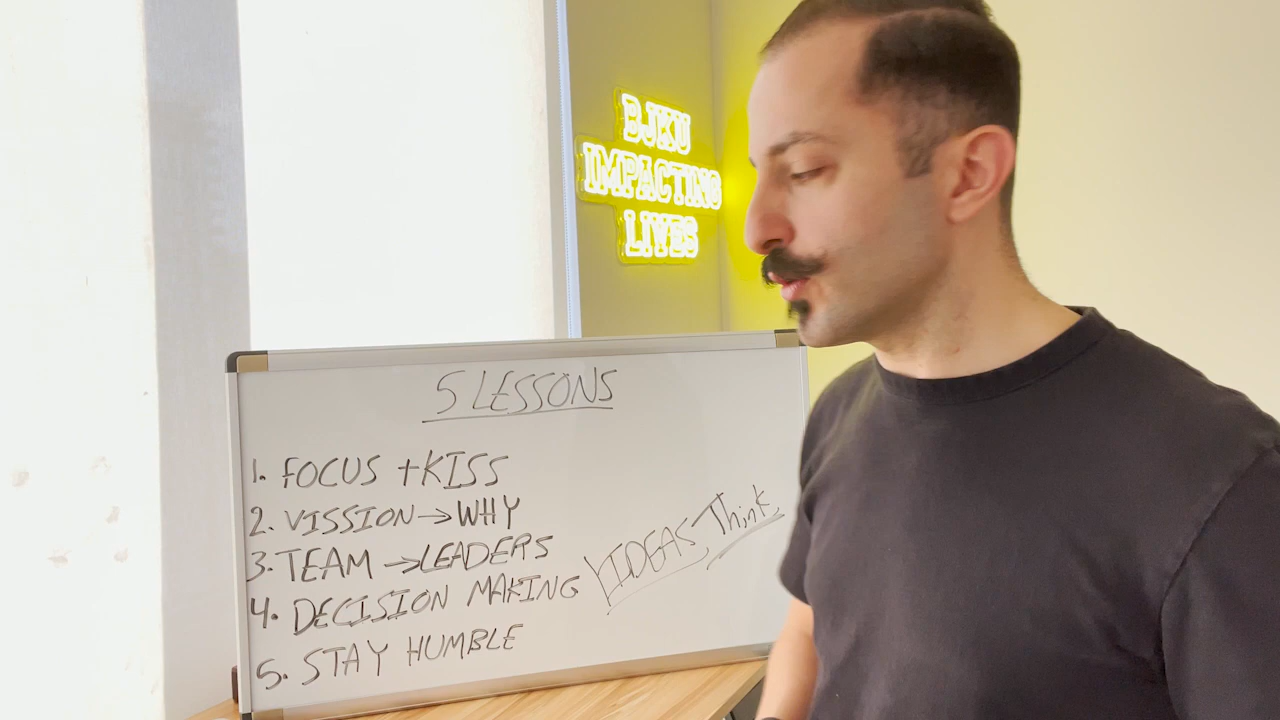 BJKU
IMPACTING
LIVES
5 LESSONS
1. FOCUS + KISS
2. VISSION → WHY
3. TEAM → LEADERS
4. DECISION MAKING
IDEAS Think
5. STAY HUMBLE